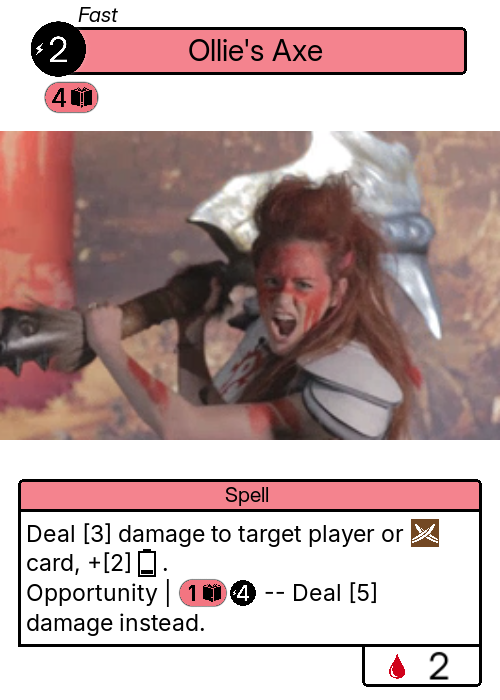 Fast
2
Ollie's Axe
4
Spell
Deal [3] damage to target player or
card, +[2] .
Opportunity | 1 4 -- Deal [5]
damage instead.
2